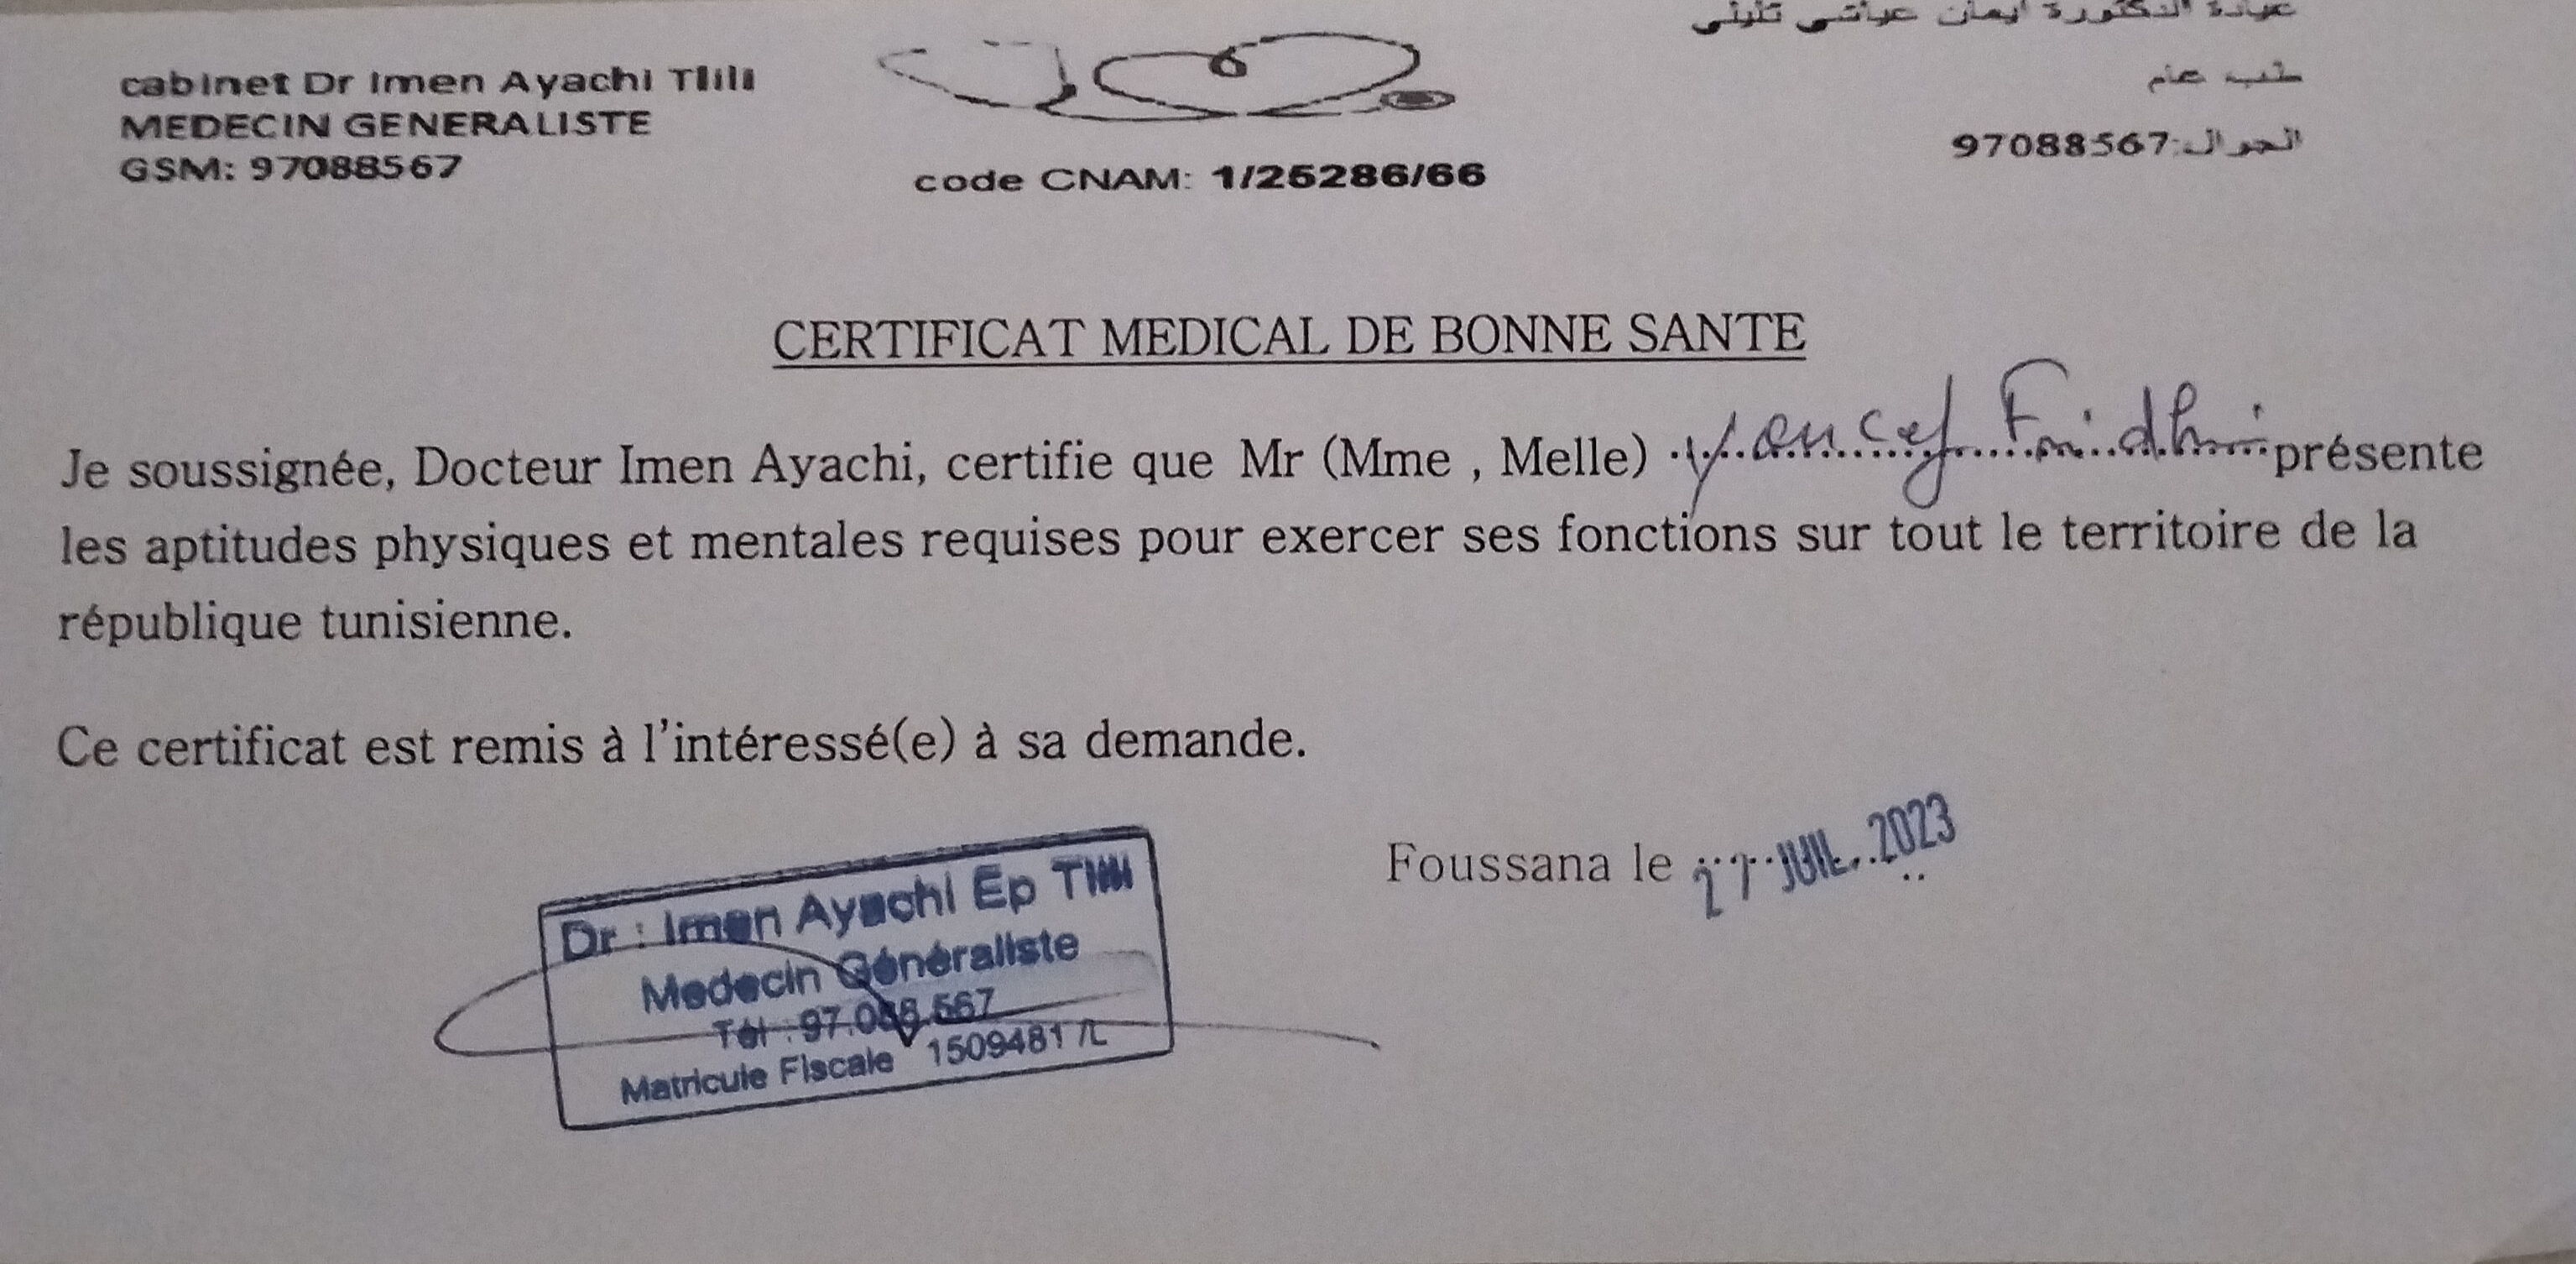 cabinet Dr Imen Ayachi Tlili
MEDECIN GENERALISTE
GSM: 97088567
code CNAM: 1/25286/66
عيادة الدكتورة ايمان عياشي تليلي
طب عام
الجوال:97088567
CERTIFICAT MEDICAL DE BONNE SANTE
Je soussignée, Docteur Imen Ayachi, certifie que Mr (Mme , Melle) Youcef Fridhi présente
les aptitudes physiques et mentales requises pour exercer ses fonctions sur tout le territoire de la
république tunisienne.
Ce certificat est remis à l'intéressé(e) à sa demande.
Foussana le 27 JUIL. 2023
Dr : Imen Ayachi Ep Tlili
Medecin Généraliste
Tél : 97.088.567
Matricule Fiscale 1509481 /L